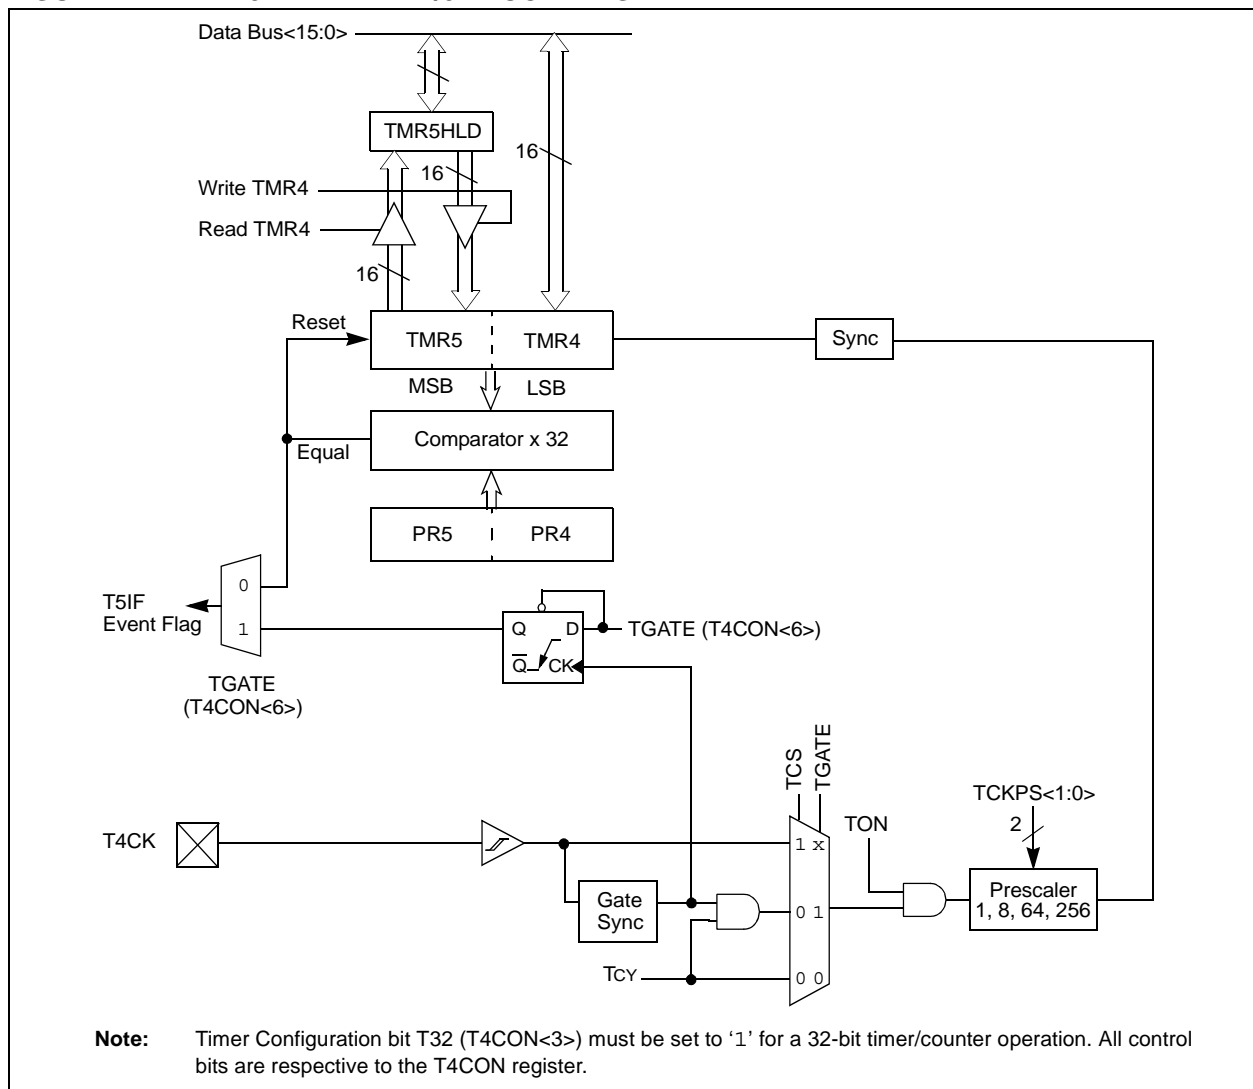 Data Bus<15:0>
TMR5HLD
16
16
Write TMR4
Read TMR4
16
Reset
TMR5
TMR4
Sync
MSB
LSB
Equal
Comparator x 32
PR5
PR4
0
T5IF
Event Flag
1
Q
D
TGATE (T4CON<6>)
Q
CK
TGATE
(T4CON<6>)
TCS
TGATE
TCKPS<1:0>
2
TON
T4CK
1 x
Prescaler
1, 8, 64, 256
Gate
Sync
0 1
TCY
0 0
Note: Timer Configuration bit T32 (T4CON<3>) must be set to ‘1’ for a 32-bit timer/counter operation. All control
bits are respective to the T4CON register.